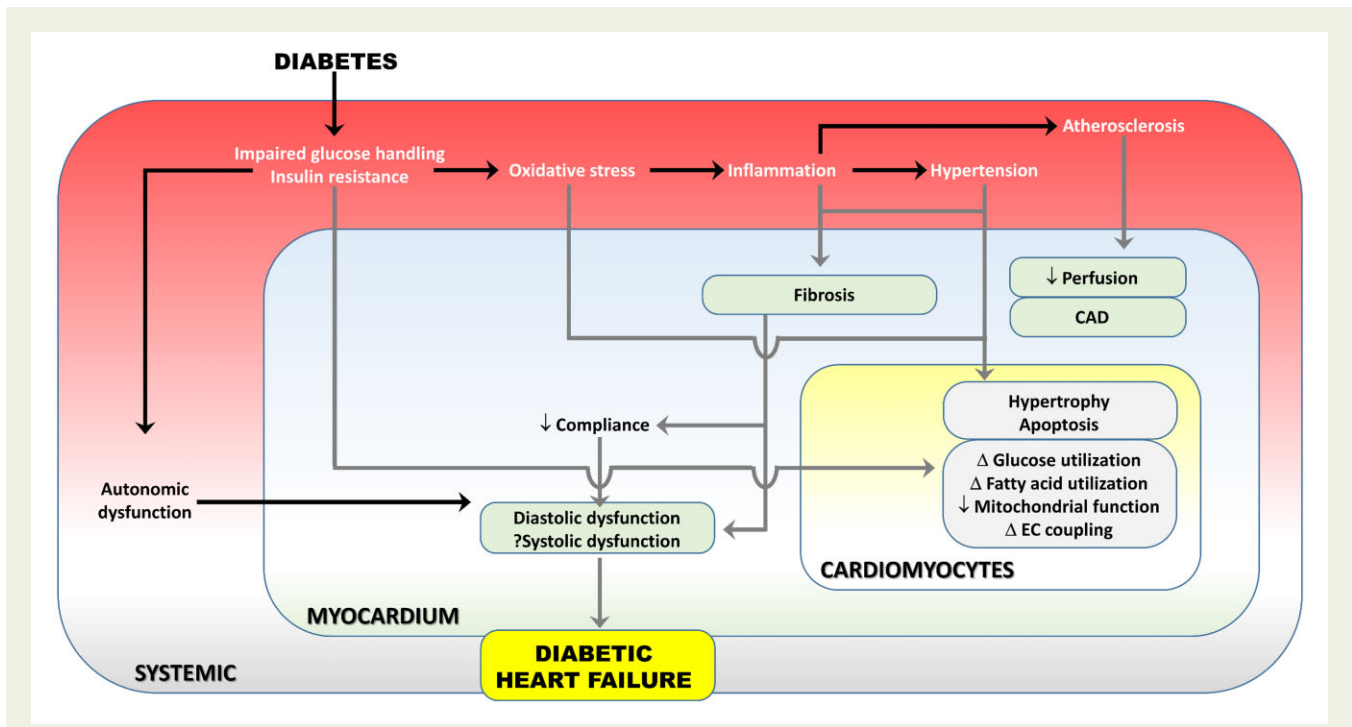 DIABETES
Impaired glucose handling
Insulin resistance
Oxidative stress
Inflammation
Hypertension
Atherosclerosis
Fibrosis
↓ Perfusion
CAD
Hypertrophy
Apoptosis
↓ Compliance
Δ Glucose utilization
Δ Fatty acid utilization
↓ Mitochondrial function
Δ EC coupling
Autonomic
dysfunction
Diastolic dysfunction
?Systolic dysfunction
CARDIOMYOCYTES
MYOCARDIUM
DIABETIC
HEART FAILURE
SYSTEMIC